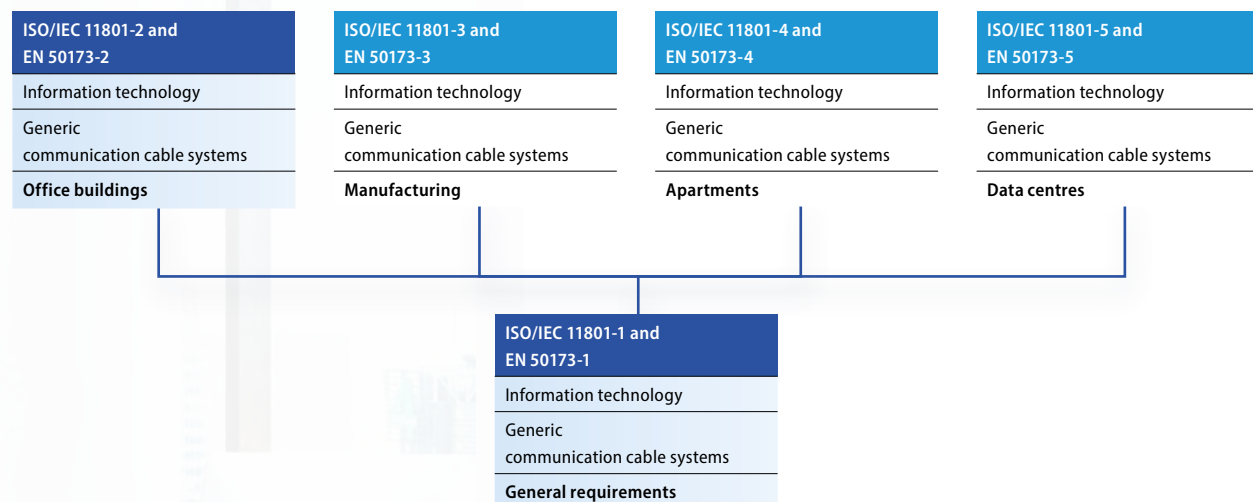 ISO/IEC 11801-2 and
EN 50173-2
Information technology
Generic
communication cable systems
Office buildings
ISO/IEC 11801-3 and
EN 50173-3
Information technology
Generic
communication cable systems
Manufacturing
ISO/IEC 11801-4 and
EN 50173-4
Information technology
Generic
communication cable systems
Apartments
ISO/IEC 11801-5 and
EN 50173-5
Information technology
Generic
communication cable systems
Data centres
ISO/IEC 11801-1 and
EN 50173-1
Information technology
Generic
communication cable systems
General requirements